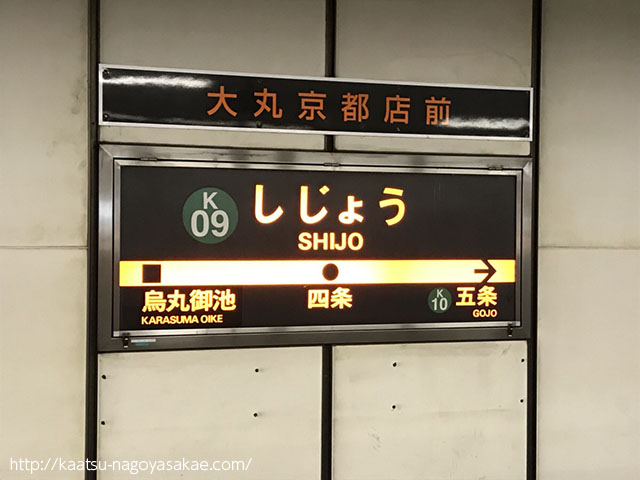 大丸京都店前
K
09
しじょう
SHIJO
烏丸御池
KARASUMA OIKE
四条
K
10
五条
GOJO
http://kaatsu-nagoyasakae.com/